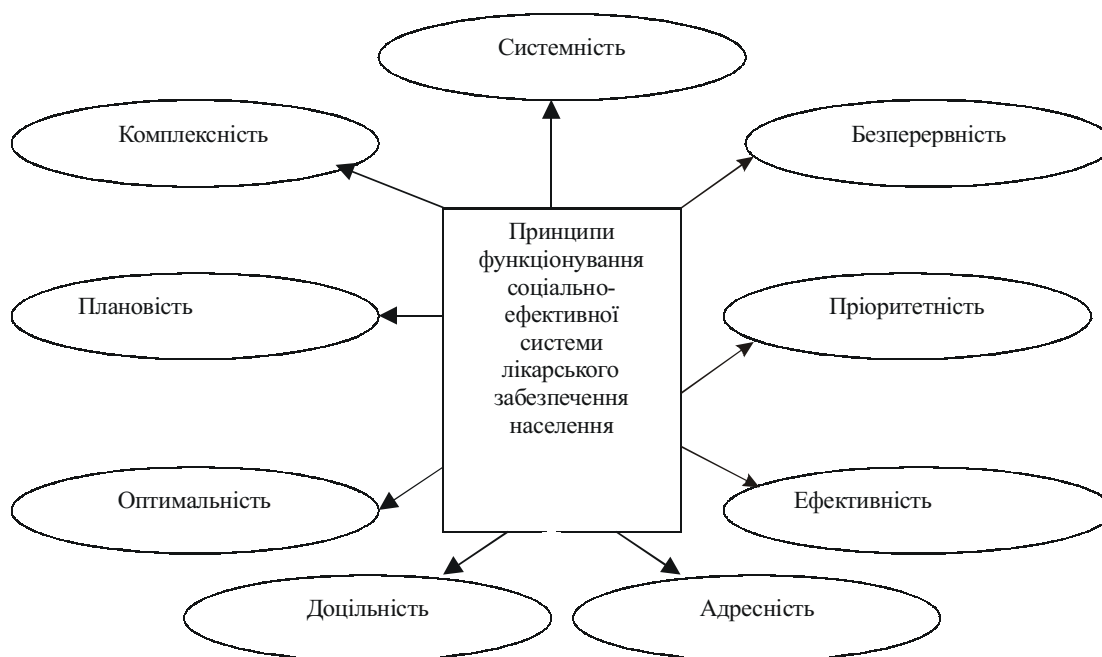 Системність
Комплексність
Безперервність
Принципи
функціонування
соціально-
ефективної
системи
лікарського
забезпечення
населення
Плановість
Пріоритетність
Оптимальність
Ефективність
Доцільність
Адресність